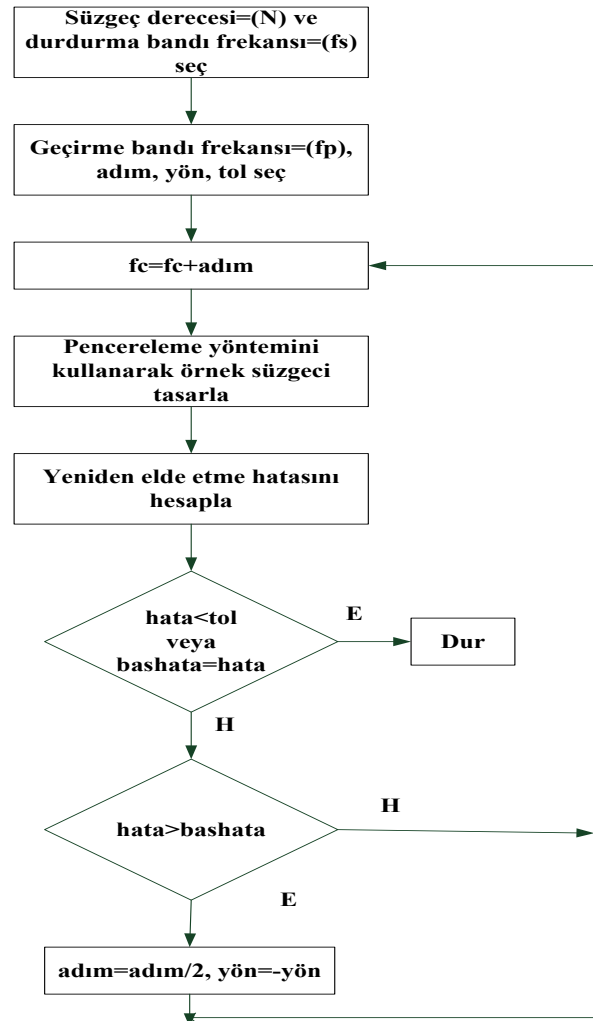 Süzgeç derecesi=(N) ve
durdurma bandı frekansı=(fs)
seç
Geçirme bandı frekansı=(fp),
adım, yön, tol seç
fc=fc+adım
Pencereleme yöntemini
kullanarak örnek süzgeci
tasarla
Yeniden elde etme hatasını
hesapla
hata<tol
veya
bashata=hata
E
Dur
H
hata>bashata
H
E
adım=adım/2, yön=-yön